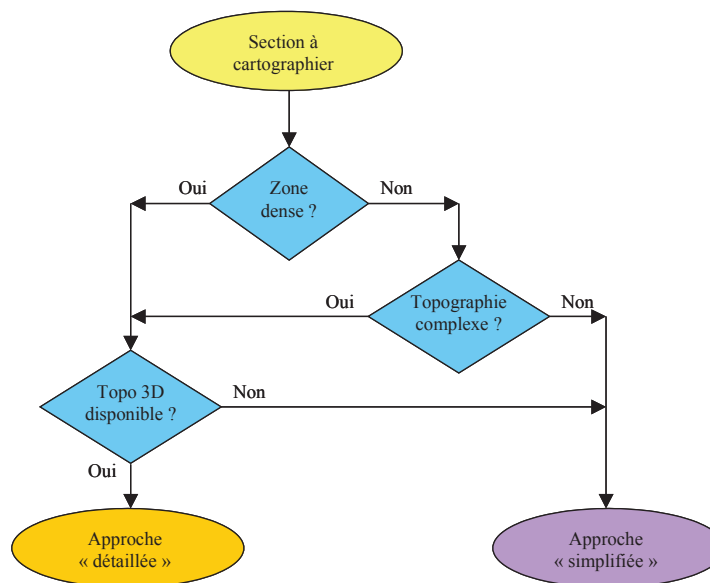 Section à
cartographier
Oui
Zone
dense ?
Non
Oui
Topographie
complexe ?
Non
Topo 3D
disponible ?
Non
Oui
Approche
« détaillée »
Approche
« simplifiée »